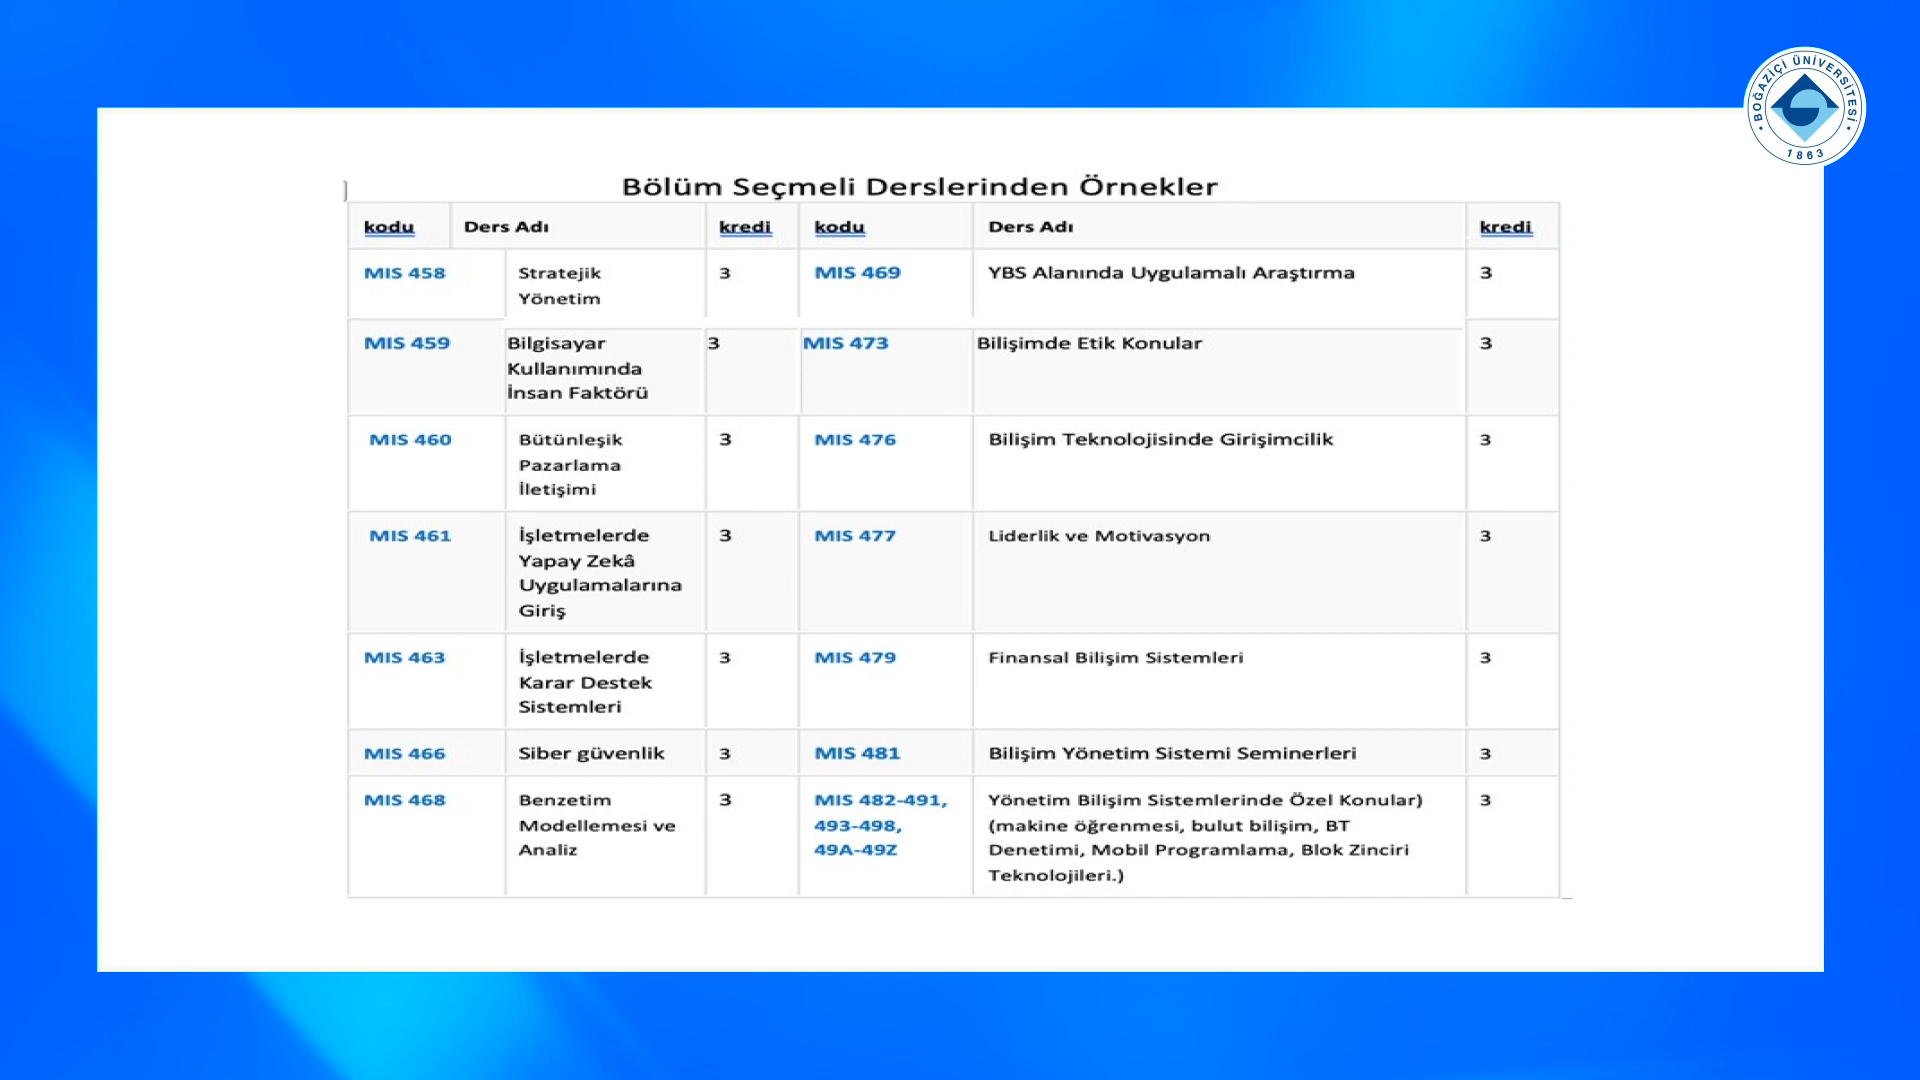 BOĞAZİÇİ ÜNİVERSİTESİ
1863
Bölüm Seçmeli Derslerinden Örnekler
kodu Ders Adı kredi kodu Ders Adı kredi
MIS 458 Stratejik 3 MIS 469 YBS Alanında Uygulamalı Araştırma 3
Yönetim
MIS 459 Bilgisayar 3 MIS 473 Bilişimde Etik Konular 3
Kullanımında
İnsan Faktörü
MIS 460 Bütünleşik 3 MIS 476 Bilişim Teknolojisinde Girişimcilik 3
Pazarlama
İletişimi
MIS 461 İşletmelerde 3 MIS 477 Liderlik ve Motivasyon 3
Yapay Zekâ
Uygulamalarına
Giriş
MIS 463 İşletmelerde 3 MIS 479 Finansal Bilişim Sistemleri 3
Karar Destek
Sistemleri
MIS 466 Siber güvenlik 3 MIS 481 Bilişim Yönetim Sistemi Seminerleri 3
MIS 468 Benzetim 3 MIS 482-491, Yönetim Bilişim Sistemlerinde Özel Konular) 3
Modellemesi ve 493-498, (makine öğrenmesi, bulut bilişim, BT
Analiz 49A-49Z Denetimi, Mobil Programlama, Blok Zinciri
Teknolojileri.)